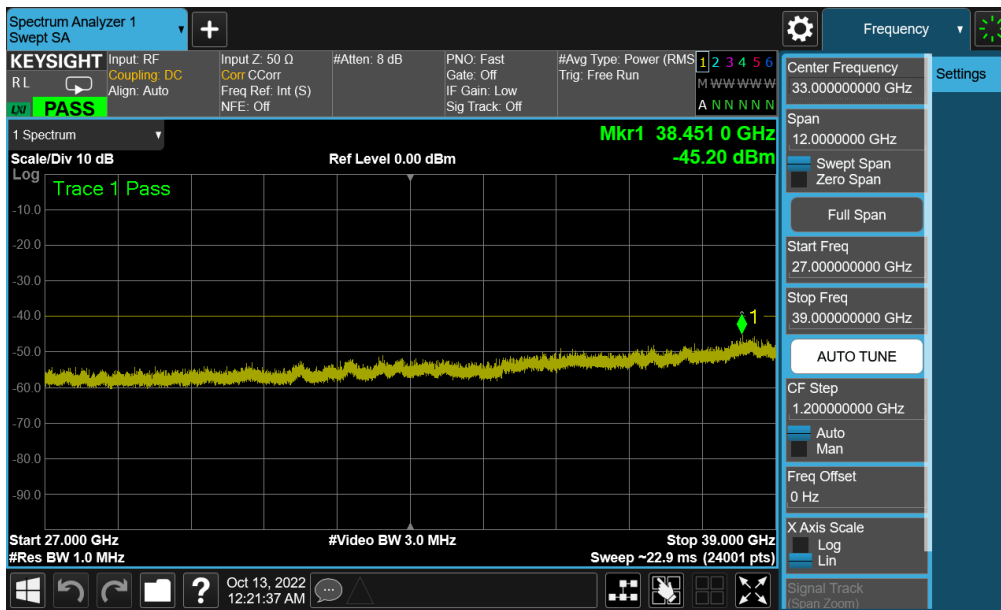 Spectrum Analyzer 1
Swept SA
+
Frequency
KEYSIGHT
RL
LXI PASS
Input: RF
Coupling: DC
Align: Auto
Input Z: 50 Ω
Corr CCorr
Freq Ref: Int (S)
NFE: Off
#Atten: 8 dB
PNO: Fast
Gate: Off
IF Gain: Low
Sig Track: Off
#Avg Type: Power (RMS
Trig: Free Run
1 2 3 4 5 6
M W W W W W
A N N N N N
1 Spectrum
Mkr1 38.451 0 GHz
-45.20 dBm
Scale/Div 10 dB
Ref Level 0.00 dBm
Log
Trace 1 Pass
-10.0
-20.0
-30.0
-40.0
1
-50.0
-60.0
-70.0
-80.0
-90.0
Start 27.000 GHz
#Video BW 3.0 MHz
Stop 39.000 GHz
#Res BW 1.0 MHz
Sweep ~22.9 ms (24001 pts)
Center Frequency
33.000000000 GHz
Settings
Span
12.0000000 GHz
Swept Span
Zero Span
Full Span
Start Freq
27.000000000 GHz
Stop Freq
39.000000000 GHz
AUTO TUNE
CF Step
1.200000000 GHz
Auto
Man
Freq Offset
0 Hz
X Axis Scale
Log
Lin
Signal Track
(Span Zoom)
?
Oct 13, 2022
12:21:37 AM